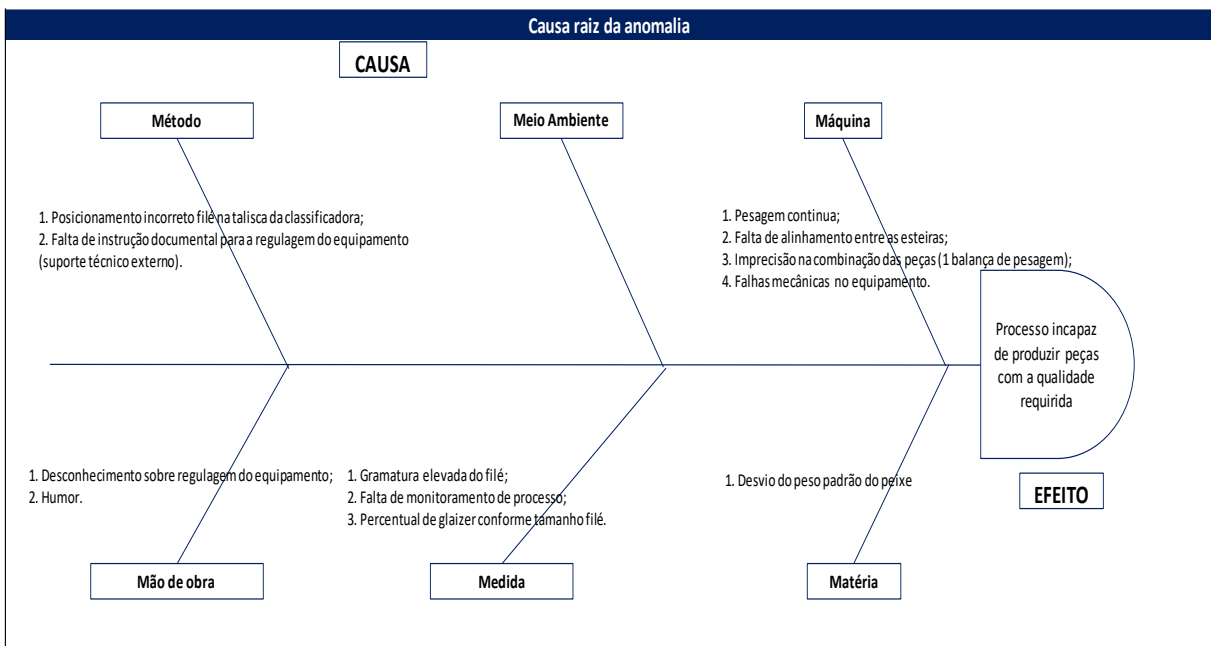 Causa raiz da anomalia
CAUSA
Método
Meio Ambiente
Máquina
1. Posicionamento incorreto filé na talisca da classificadora;
2. Falta de instrução documental para a regulagem do equipamento
(suporte técnico externo).
1. Pesagem continua;
2. Falta de alinhamento entre as esteiras;
3. Imprecisão na combinação das peças (1 balança de pesagem);
4. Falhas mecânicas no equipamento.
Processo incapaz
de produzir peças
com a qualidade
requirida
1. Desconhecimento sobre regulagem do equipamento;
2. Humor.
1. Gramatura elevada do filé;
2. Falta de monitoramento de processo;
3. Percentual de glaizer conforme tamanho filé.
1. Desvio do peso padrão do peixe
EFEITO
Mão de obra
Medida
Matéria